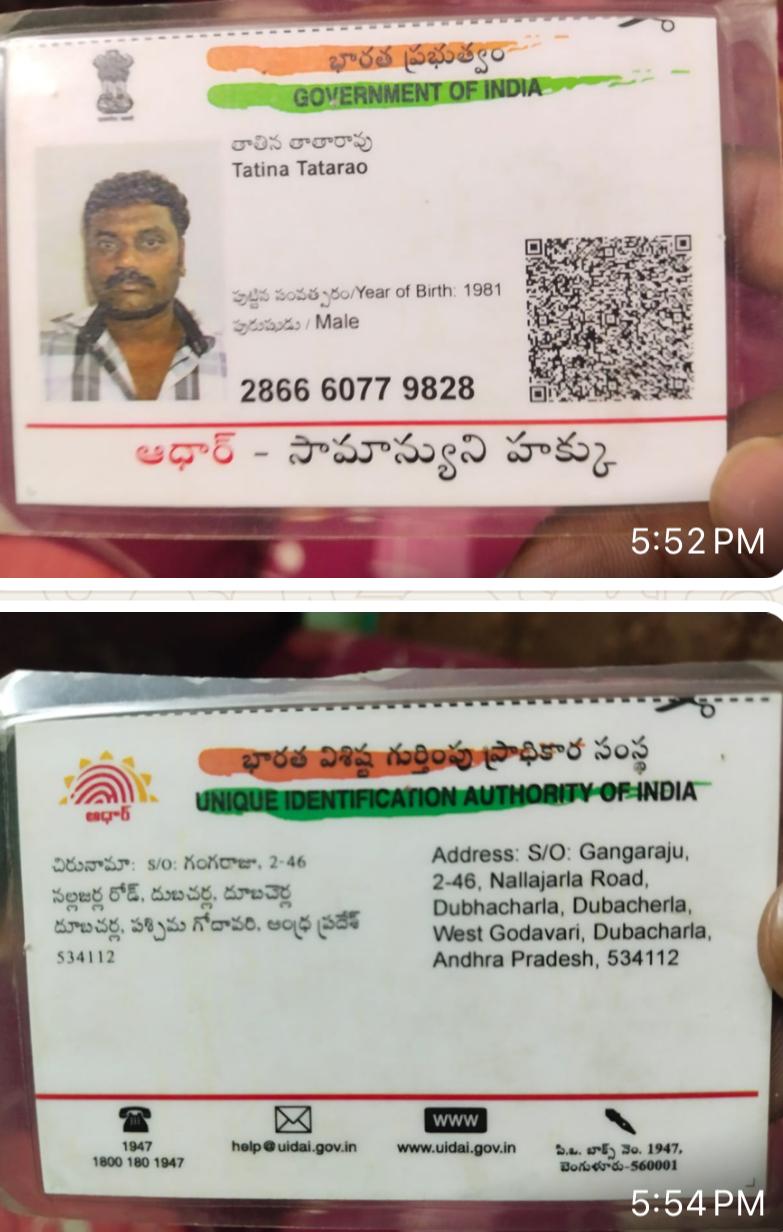 భారత ప్రభుత్వం
GOVERNMENT OF INDIA
తాతిన తాతారావు
Tatina Tatarao
పుట్టిన సంవత్సరం/Year of Birth: 1981
పురుషుడు / Male
2866 6077 9828
ఆధార్ - సామాన్యుని హక్కు
5:52 PM
భారత విశిష్ట గుర్తింపు ప్రాధికార సంస్థ
UNIQUE IDENTIFICATION AUTHORITY OF INDIA
ఆధార్
చిరునామా: S/O: గంగరాజు, 2-46
నల్లజర్ల రోడ్, దుబచర్ల, దూబచెర్ల
దూబచర్ల, పశ్చిమ గోదావరి, ఆంధ్ర ప్రదేశ్
534112
Address: S/O: Gangaraju,
2-46, Nallajarla Road,
Dubhacharla, Dubacherla,
West Godavari, Dubacharla,
Andhra Pradesh, 534112
1947
1800 180 1947
help@uidai.gov.in
WWW
www.uidai.gov.in
పి.ఒ. బాక్స్ నెం. 1947,
బెంగుళూరు-560001
5:54 PM